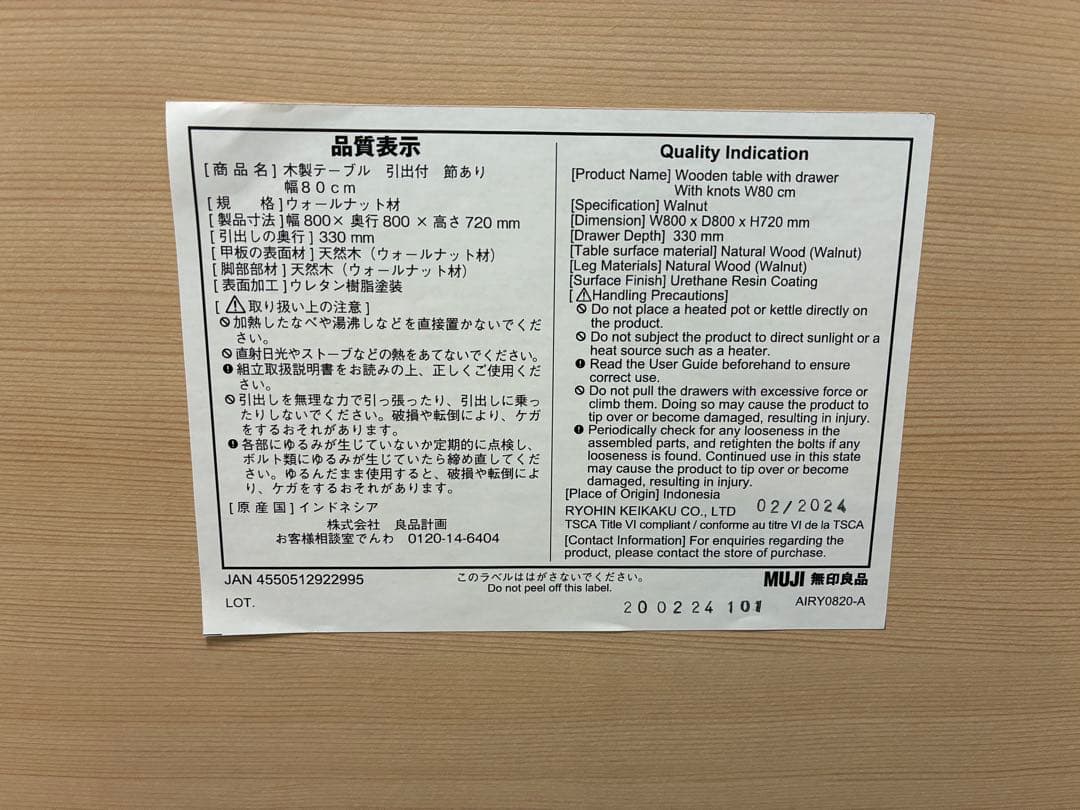 品質表示
[商品名]木製テーブル 引出付 節あり
幅８０ｃｍ
[規 格]ウォールナット材
[製品寸法]幅 800× 奥行 800 × 高さ 720 mm
[引出しの奥行] 330 mm
[甲板の表面材]天然木（ウォールナット材）
[脚部部材]天然木（ウォールナット材）
[表面加工]ウレタン樹脂塗装
[⚠取り扱い上の注意]
加熱したなべや湯沸しなどを直接置かないでくだ
さい。
直射日光やストーブなどの熱をあてないでください。
組立取扱説明書をお読みの上、正しくご使用くだ
さい。
引出しを無理な力で引っ張ったり、引出しに乗っ
たりしないでください。破損や転倒により、ケガ
をするおそれがあります。
各部にゆるみが生じていないか定期的に点検し、
ボルト類にゆるみが生じていたら締め直してくだ
さい。ゆるんだまま使用すると、破損や転倒によ
り、ケガをするおそれがあります。
[原産国]インドネシア
株式会社 良品計画
お客様相談室でんわ 0120-14-6404
Quality Indication
[Product Name] Wooden table with drawer
With knots W80 cm
[Specification] Walnut
[Dimension] W800 x D800 x H720 mm
[Drawer Depth] 330 mm
[Table surface material] Natural Wood (Walnut)
[Leg Materials] Natural Wood (Walnut)
[Surface Finish] Urethane Resin Coating
[⚠Handling Precautions]
Do not place a heated pot or kettle directly on
the product.
Do not subject the product to direct sunlight or a
heat source such as a heater.
Read the User Guide beforehand to ensure
correct use.
Do not pull the drawers with excessive force or
climb them. Doing so may cause the product to
tip over or become damaged, resulting in injury.
Periodically check for any looseness in the
assembled parts, and retighten the bolts if any
looseness is found. Continued use in this state
may cause the product to tip over or become
damaged, resulting in injury.
[Place of Origin] Indonesia
RYOHIN KEIKAKU CO., LTD 02/2024
TSCA Title VI compliant / conforme au titre VI de la TSCA
[Contact Information] For enquiries regarding the
product, please contact the store of purchase.
JAN 4550512922995
このラベルははがさないでください。
Do not peel off this label.
MUJI 無印良品
LOT.
200224 101
AIRY0820-A